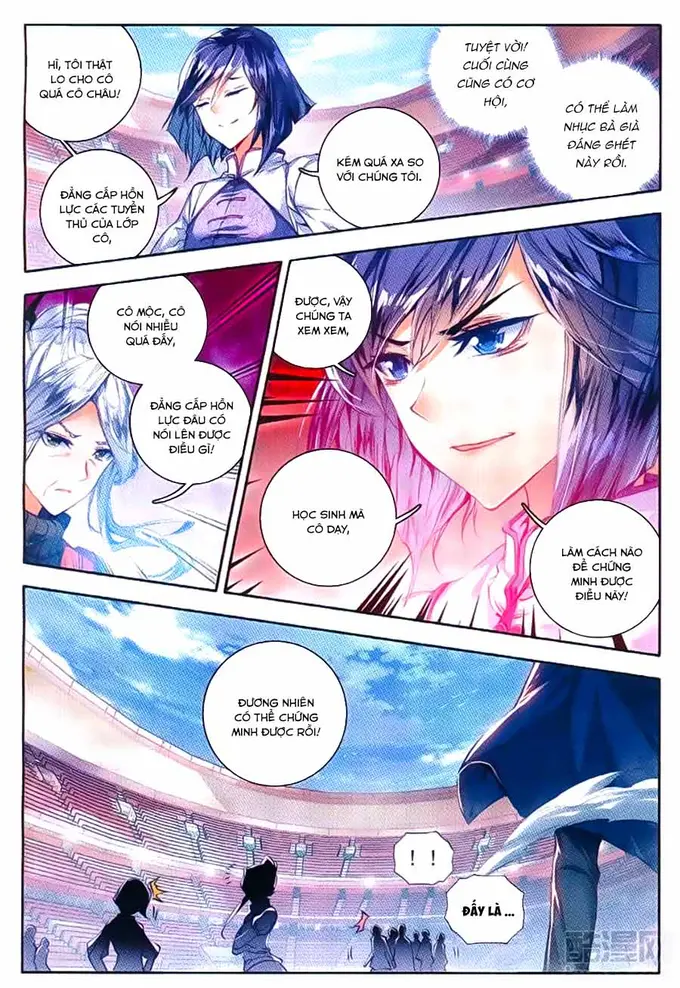 HỈ, TÔI THẬT
LO CHO CÔ
QUÁ CÔ CHÂU!
ĐẲNG CẤP HỒN
LỰC CÁC TUYỂN
THỦ CỦA LỚP
CÔ,
KÉM QUÁ XA SO
VỚI CHÚNG TÔI.
TUYỆT VỜI!
CUỐI CÙNG
CŨNG CÓ CƠ
HỘI,
CÓ THỂ LÀM
NHỤC BÀ GIÀ
ĐÁNG GHÉT
NÀY RỒI.
CÔ MỘC, CÔ
NÓI NHIỀU
QUÁ ĐẤY,
ĐẲNG CẤP HỒN
LỰC ĐÂU CÓ
NÓI LÊN ĐƯỢC
ĐIỀU GÌ!
ĐƯỢC, VẬY
CHÚNG TA
XEM XEM,
HỌC SINH MÀ
CÔ DẠY,
LÀM CÁCH NÀO
ĐỂ CHỨNG
MINH ĐƯỢC
ĐIỀU NÀY!
ĐƯƠNG NHIÊN
CÓ THỂ CHỨNG
MINH ĐƯỢC RỒI!
! !
ĐẤY LÀ ...
酷漫网